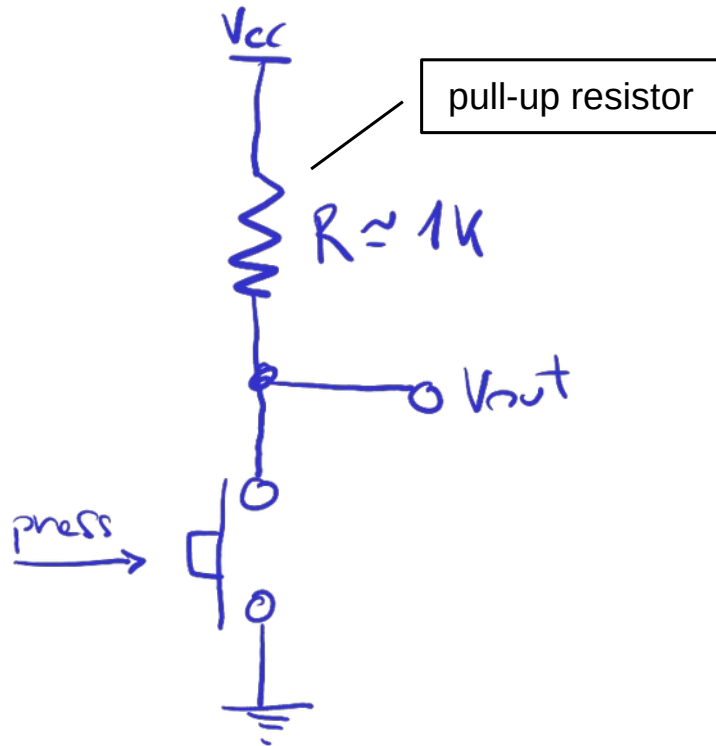 Vcc
pull-up resistor
R ≃ 1K
Vout
press